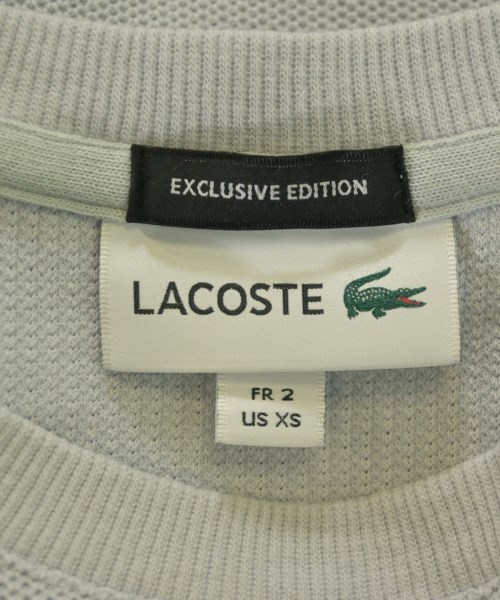 EXCLUSIVE EDITION
LACOSTE
FR 2
US XS